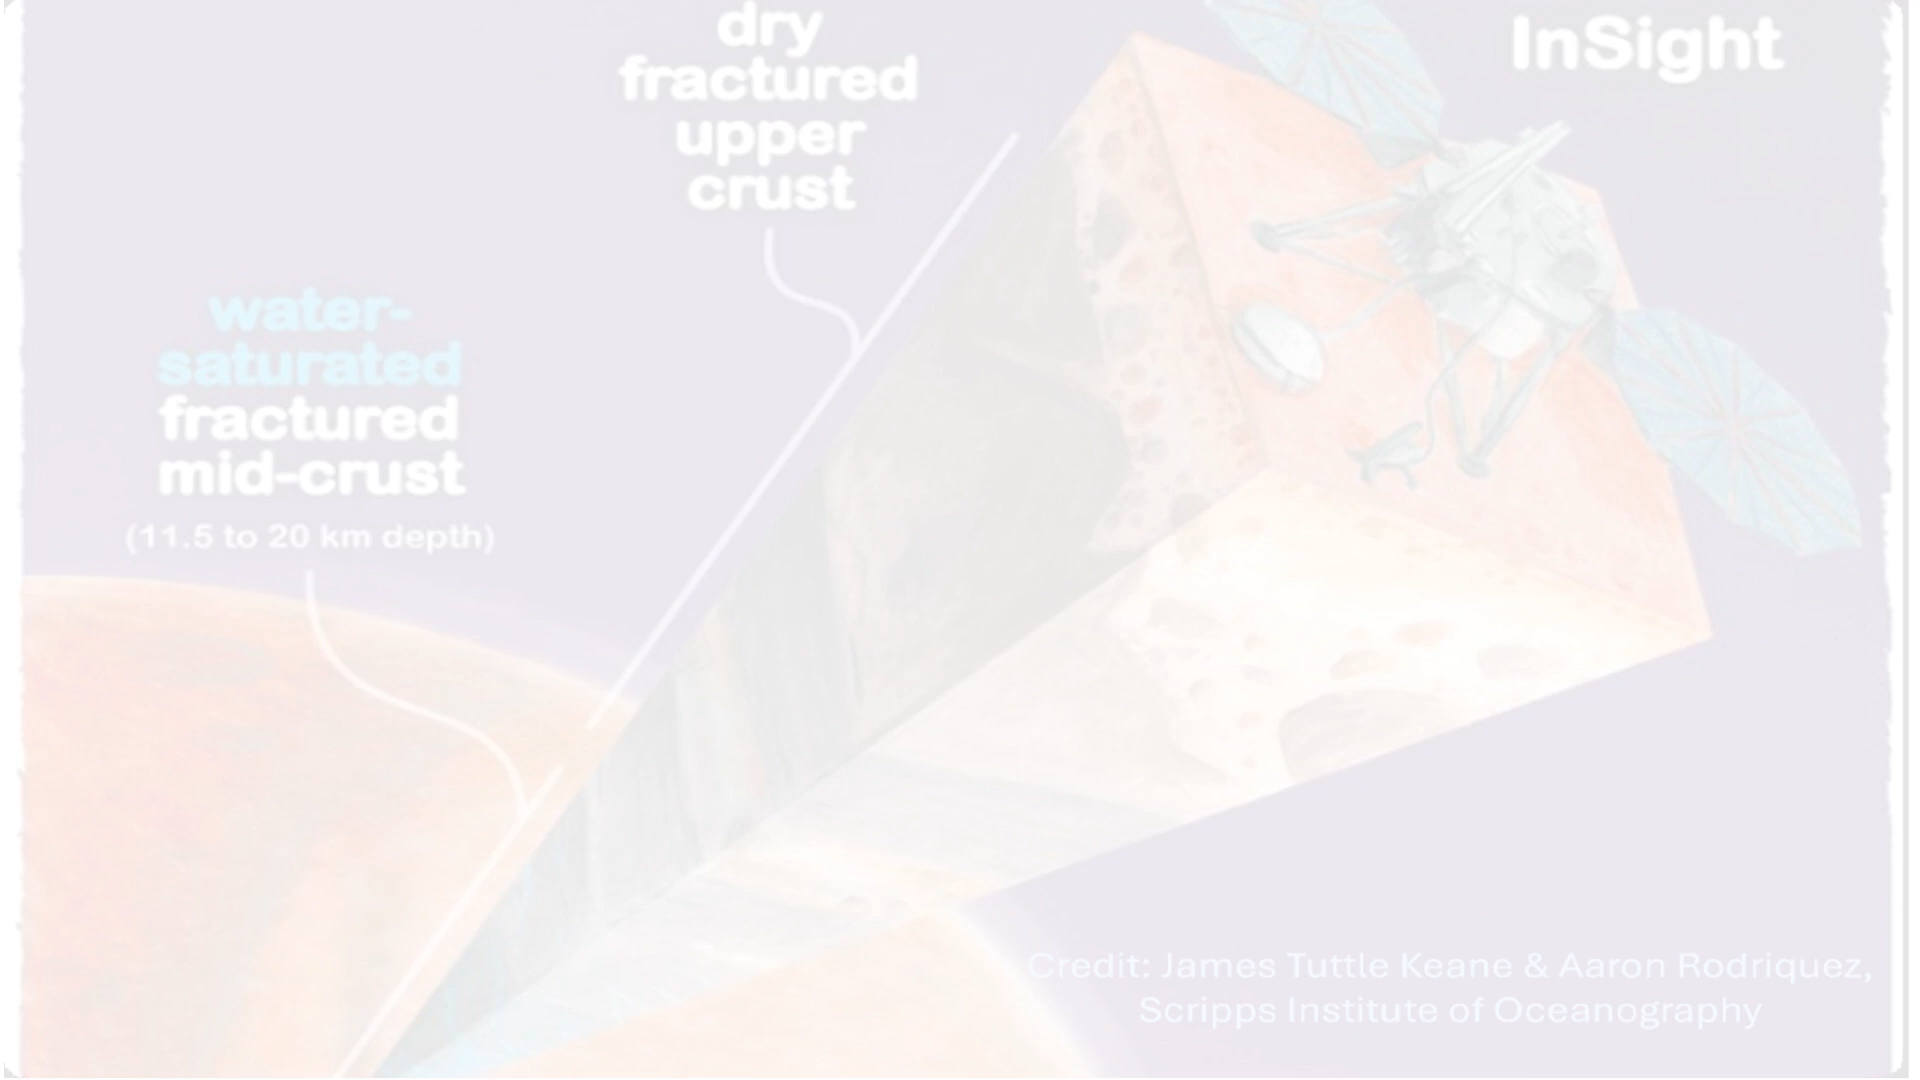 dry
fractured
upper
crust
InSight
water-
saturated
fractured
mid-crust
(11.5 to 20 km depth)
Credit: James Tuttle Keane & Aaron Rodriquez,
Scripps Institute of Oceanography